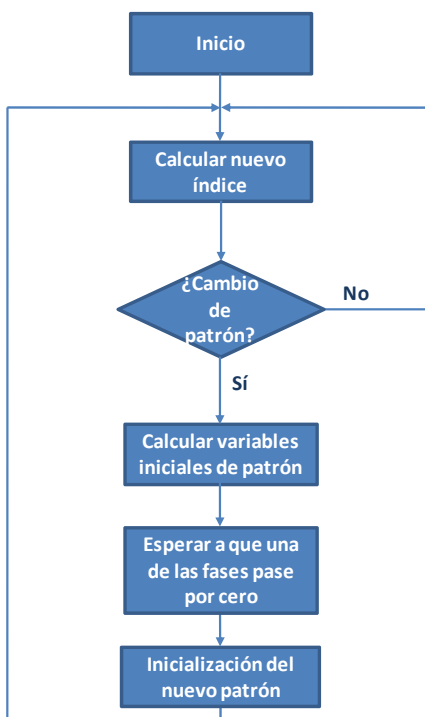 Inicio
Calcular nuevo
índice
¿Cambio
de
patrón?
No
Sí
Calcular variables
iniciales de patrón
Esperar a que una
de las fases pase
por cero
Inicialización del
nuevo patrón